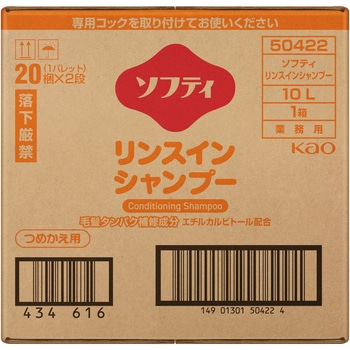 専用コックを取り付けてお使いください
20 (1パレット)
梱×2段
落下厳禁
ソフティ
50422
ソフティ
リンスインシャンプー
10L
1箱
業務用
Kao
リンスイン
シャンプー
Conditioning Shampoo
毛髪タンパク補修成分 エチルカルビトール配合
つめかえ用
434 616
1 49 01301 50422 4